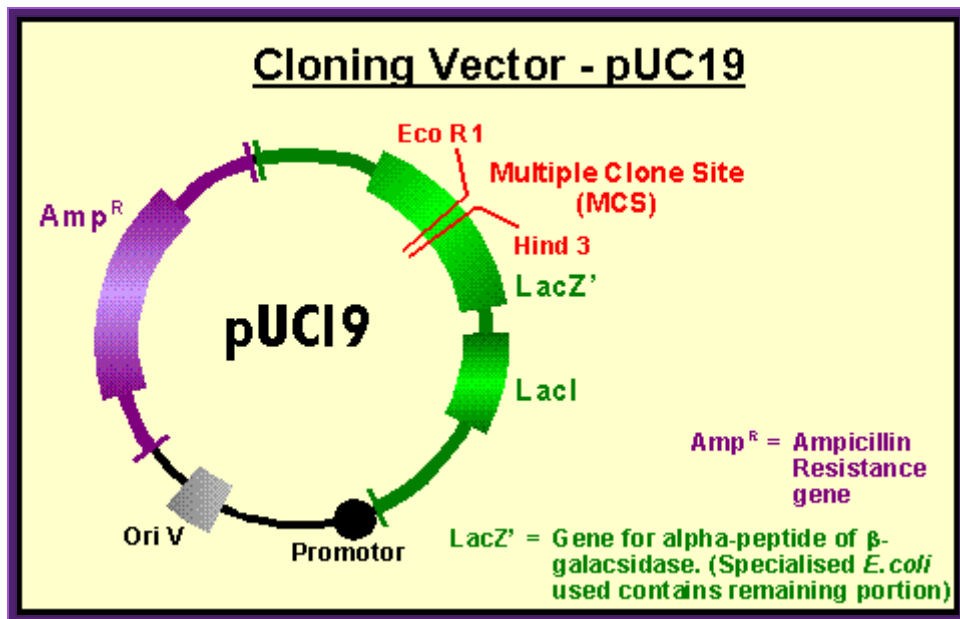 Cloning Vector - pUC19
Eco R1
Multiple Clone Site
(MCS)
Hind 3
Amp R
LacZ’
pUC19
LacI
Amp R = Ampicillin
Resistance
gene
Ori V
Promotor
LacZ’ = Gene for alpha-peptide of β-
galacsidase. (Specialised E. coli
used contains remaining portion)